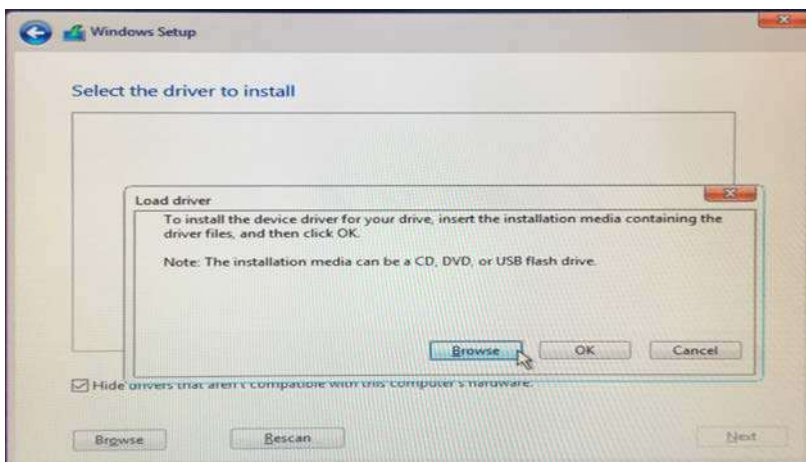 Windows Setup
Select the driver to install
Load driver
To install the device driver for your drive, insert the installation media containing the
driver files, and then click OK.
Note: The installation media can be a CD, DVD, or USB flash drive.
Browse
OK
Cancel
Hide drivers that aren't compatible with this computer's hardware.
Browse
Rescan
Next